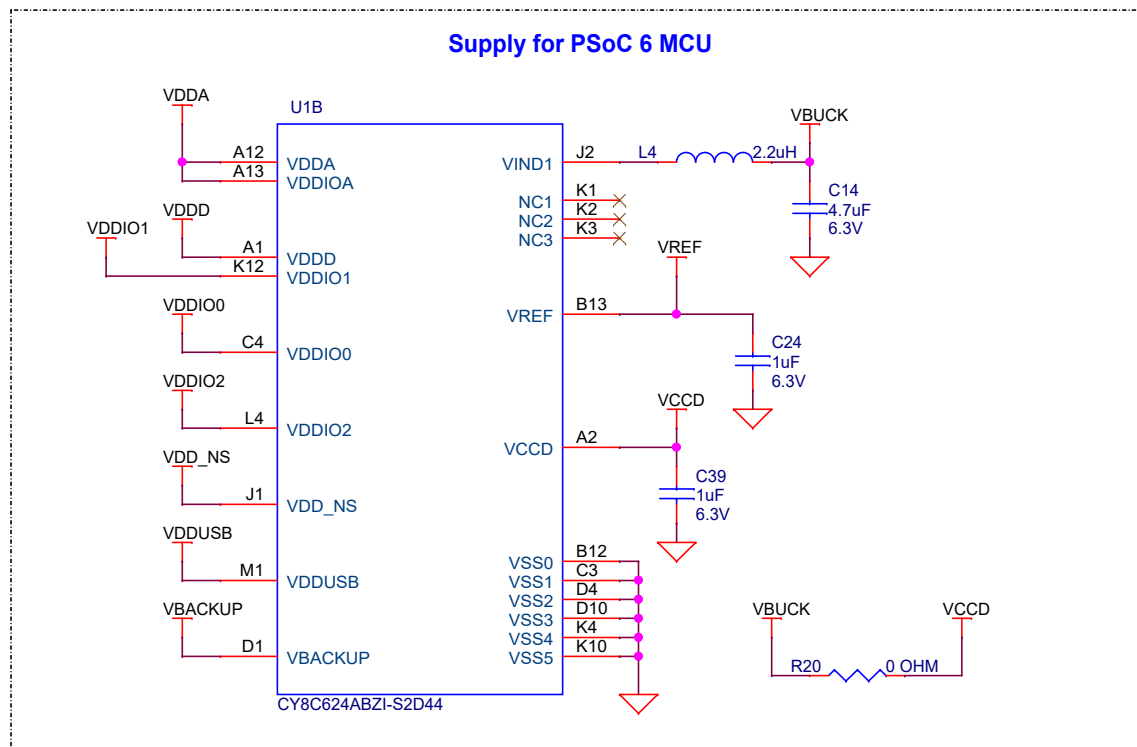 Supply for PSoC 6 MCU
VDDA
U1B
VBUCK
A12
VDDA
J2
VIND1
L4
2.2uH
A13
VDDIOA
K1
NC1
C14
4.7uF
6.3V
K2
NC2
VDDD
VDDIO1
K3
NC3
A1
VDDD
VREF
K12
VDDIO1
VDDIO0
B13
VREF
C4
VDDIO0
C24
1uF
6.3V
VDDIO2
VCCD
L4
VDDIO2
A2
VCCD
VDD_NS
C39
1uF
6.3V
J1
VDD_NS
VDDUSB
B12
VSS0
C3
VSS1
M1
VDDUSB
D4
VSS2
VBACKUP
D10
VSS3
VBUCK
VCCD
K4
VSS4
D1
VBACKUP
K10
VSS5
R20
0 OHM
CY8C624ABZI-S2D44